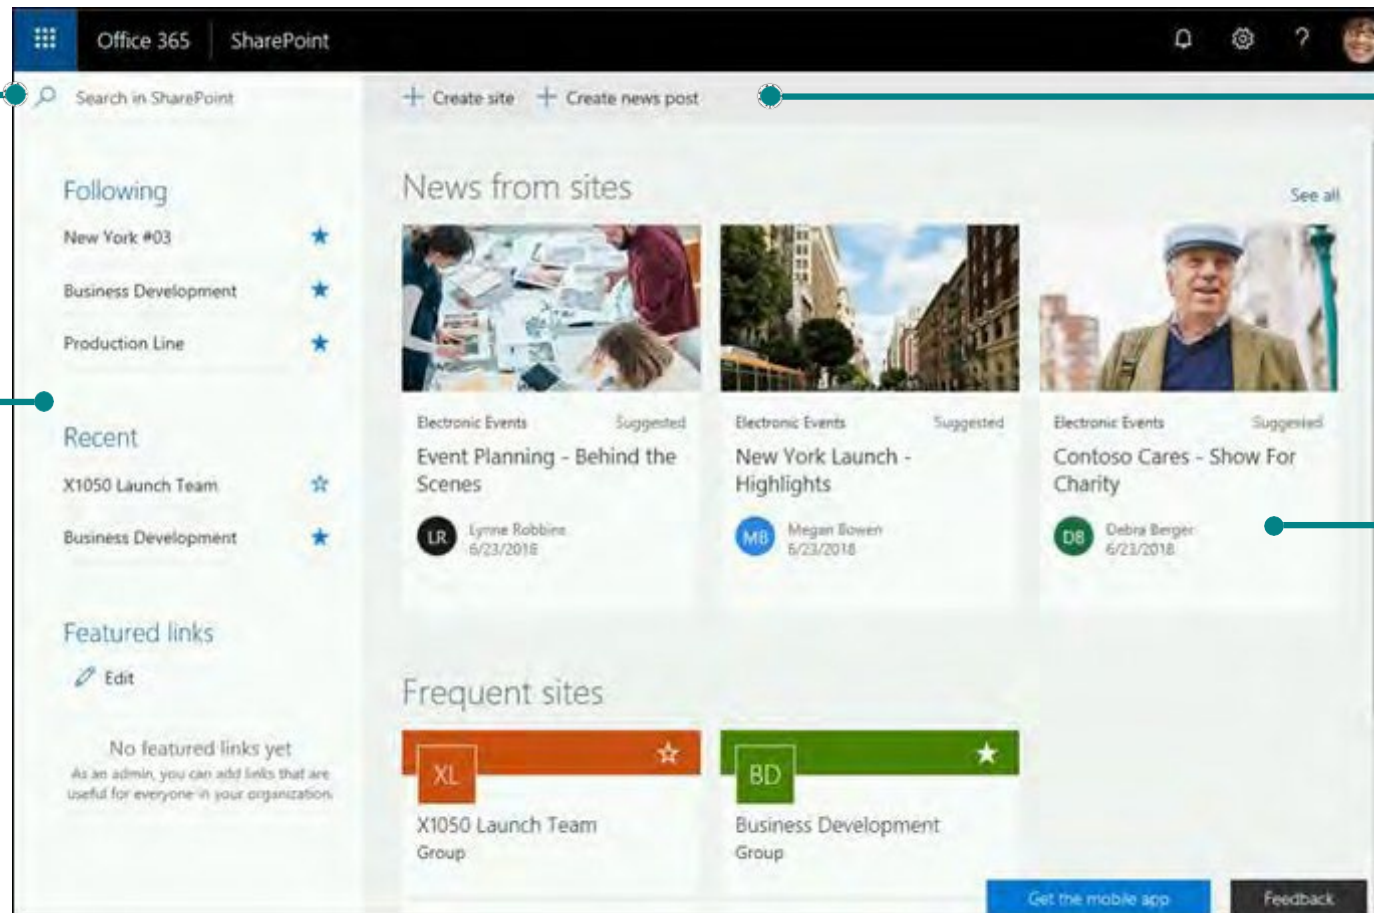 Office 365 SharePoint ?
Search in SharePoint
Create site Create news post
Following
New York #03
Business Development
Production Line
Recent
X1050 Launch Team
Business Development
Featured links
Edit
No featured links yet
As an admin, you can add links that are
useful for everyone in your organization.
News from sites
See all
Electronic Events Suggested
Event Planning - Behind the
Scenes
LR Lynne Robbins
6/23/2018
Electronic Events Suggested
New York Launch -
Highlights
MB Megan Bowen
6/23/2018
Electronic Events Suggested
Contoso Cares - Show For
Charity
DB Debra Berger
6/23/2018
Frequent sites
XL
X1050 Launch Team
Group
BD
Business Development
Group
Get the mobile app
Feedback